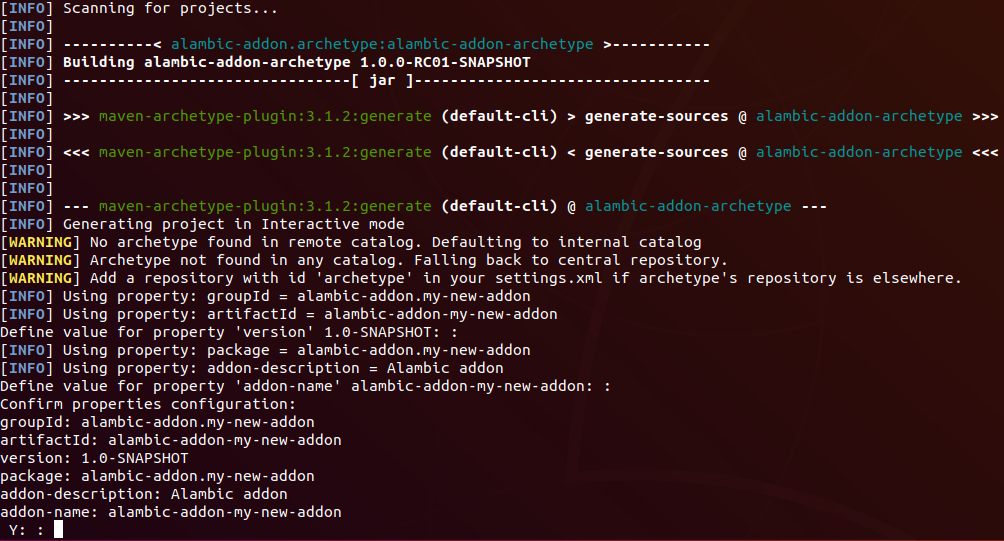 [INFO] Scanning for projects...
[INFO]
[INFO] ----------< alambic-addon.archetype:alambic-addon-archetype >-----------
[INFO] Building alambic-addon-archetype 1.0.0-RC01-SNAPSHOT
[INFO] --------------------------------[ jar ]---------------------------------
[INFO]
[INFO] >>> maven-archetype-plugin:3.1.2:generate (default-cli) > generate-sources @ alambic-addon-archetype >>>
[INFO]
[INFO] <<< maven-archetype-plugin:3.1.2:generate (default-cli) < generate-sources @ alambic-addon-archetype <<<
[INFO]
[INFO]
[INFO] --- maven-archetype-plugin:3.1.2:generate (default-cli) @ alambic-addon-archetype ---
[INFO] Generating project in Interactive mode
[WARNING] No archetype found in remote catalog. Defaulting to internal catalog
[WARNING] Archetype not found in any catalog. Falling back to central repository.
[WARNING] Add a repository with id 'archetype' in your settings.xml if archetype's repository is elsewhere.
[INFO] Using property: groupId = alambic-addon.my-new-addon
[INFO] Using property: artifactId = alambic-addon-my-new-addon
Define value for property 'version' 1.0-SNAPSHOT: :
[INFO] Using property: package = alambic-addon.my-new-addon
[INFO] Using property: addon-description = Alambic addon
Define value for property 'addon-name' alambic-addon-my-new-addon: :
Confirm properties configuration:
groupId: alambic-addon.my-new-addon
artifactId: alambic-addon-my-new-addon
version: 1.0-SNAPSHOT
package: alambic-addon.my-new-addon
addon-description: Alambic addon
addon-name: alambic-addon-my-new-addon
 Y: :